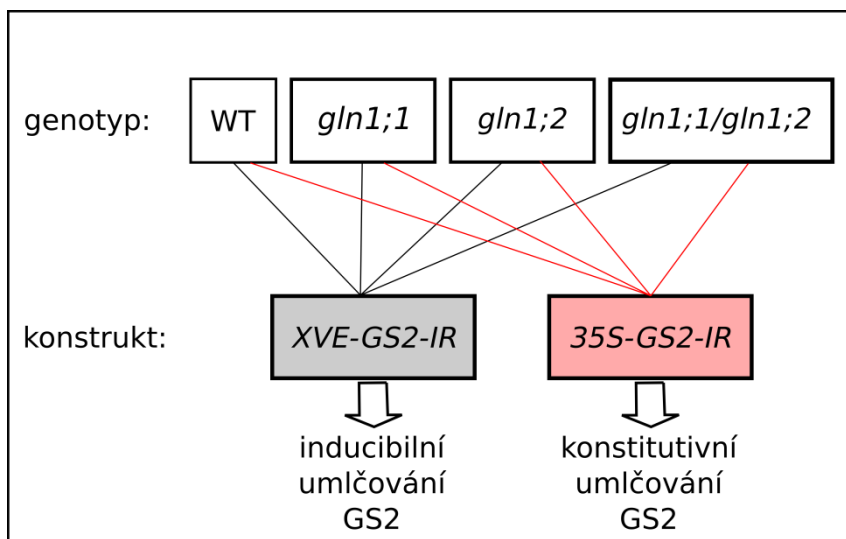 genotyp: WT gln1;1 gln1;2 gln1;1/gln1;2
konstrukt: XVE-GS2-IR 35S-GS2-IR
inducibilní
umlčování
GS2
konstitutivní
umlčování
GS2